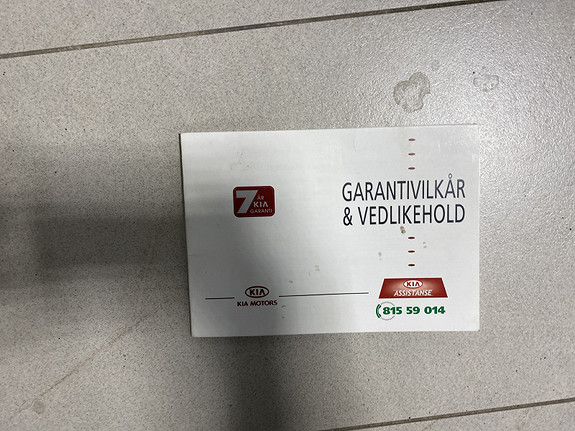 7 ÅR
KIA
GARANTI
GARANTIVILKÅR
& VEDLIKEHOLD
KIA
KIA MOTORS
KIA
ASSISTANSE
815 59 014